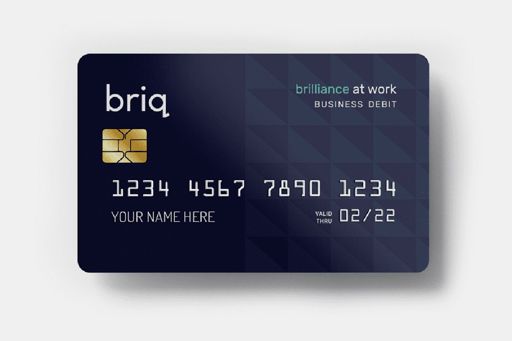 briq
brilliance at work
BUSINESS DEBIT
1234 4567 7890 1234
YOUR NAME HERE
VALID
THRU
02/22